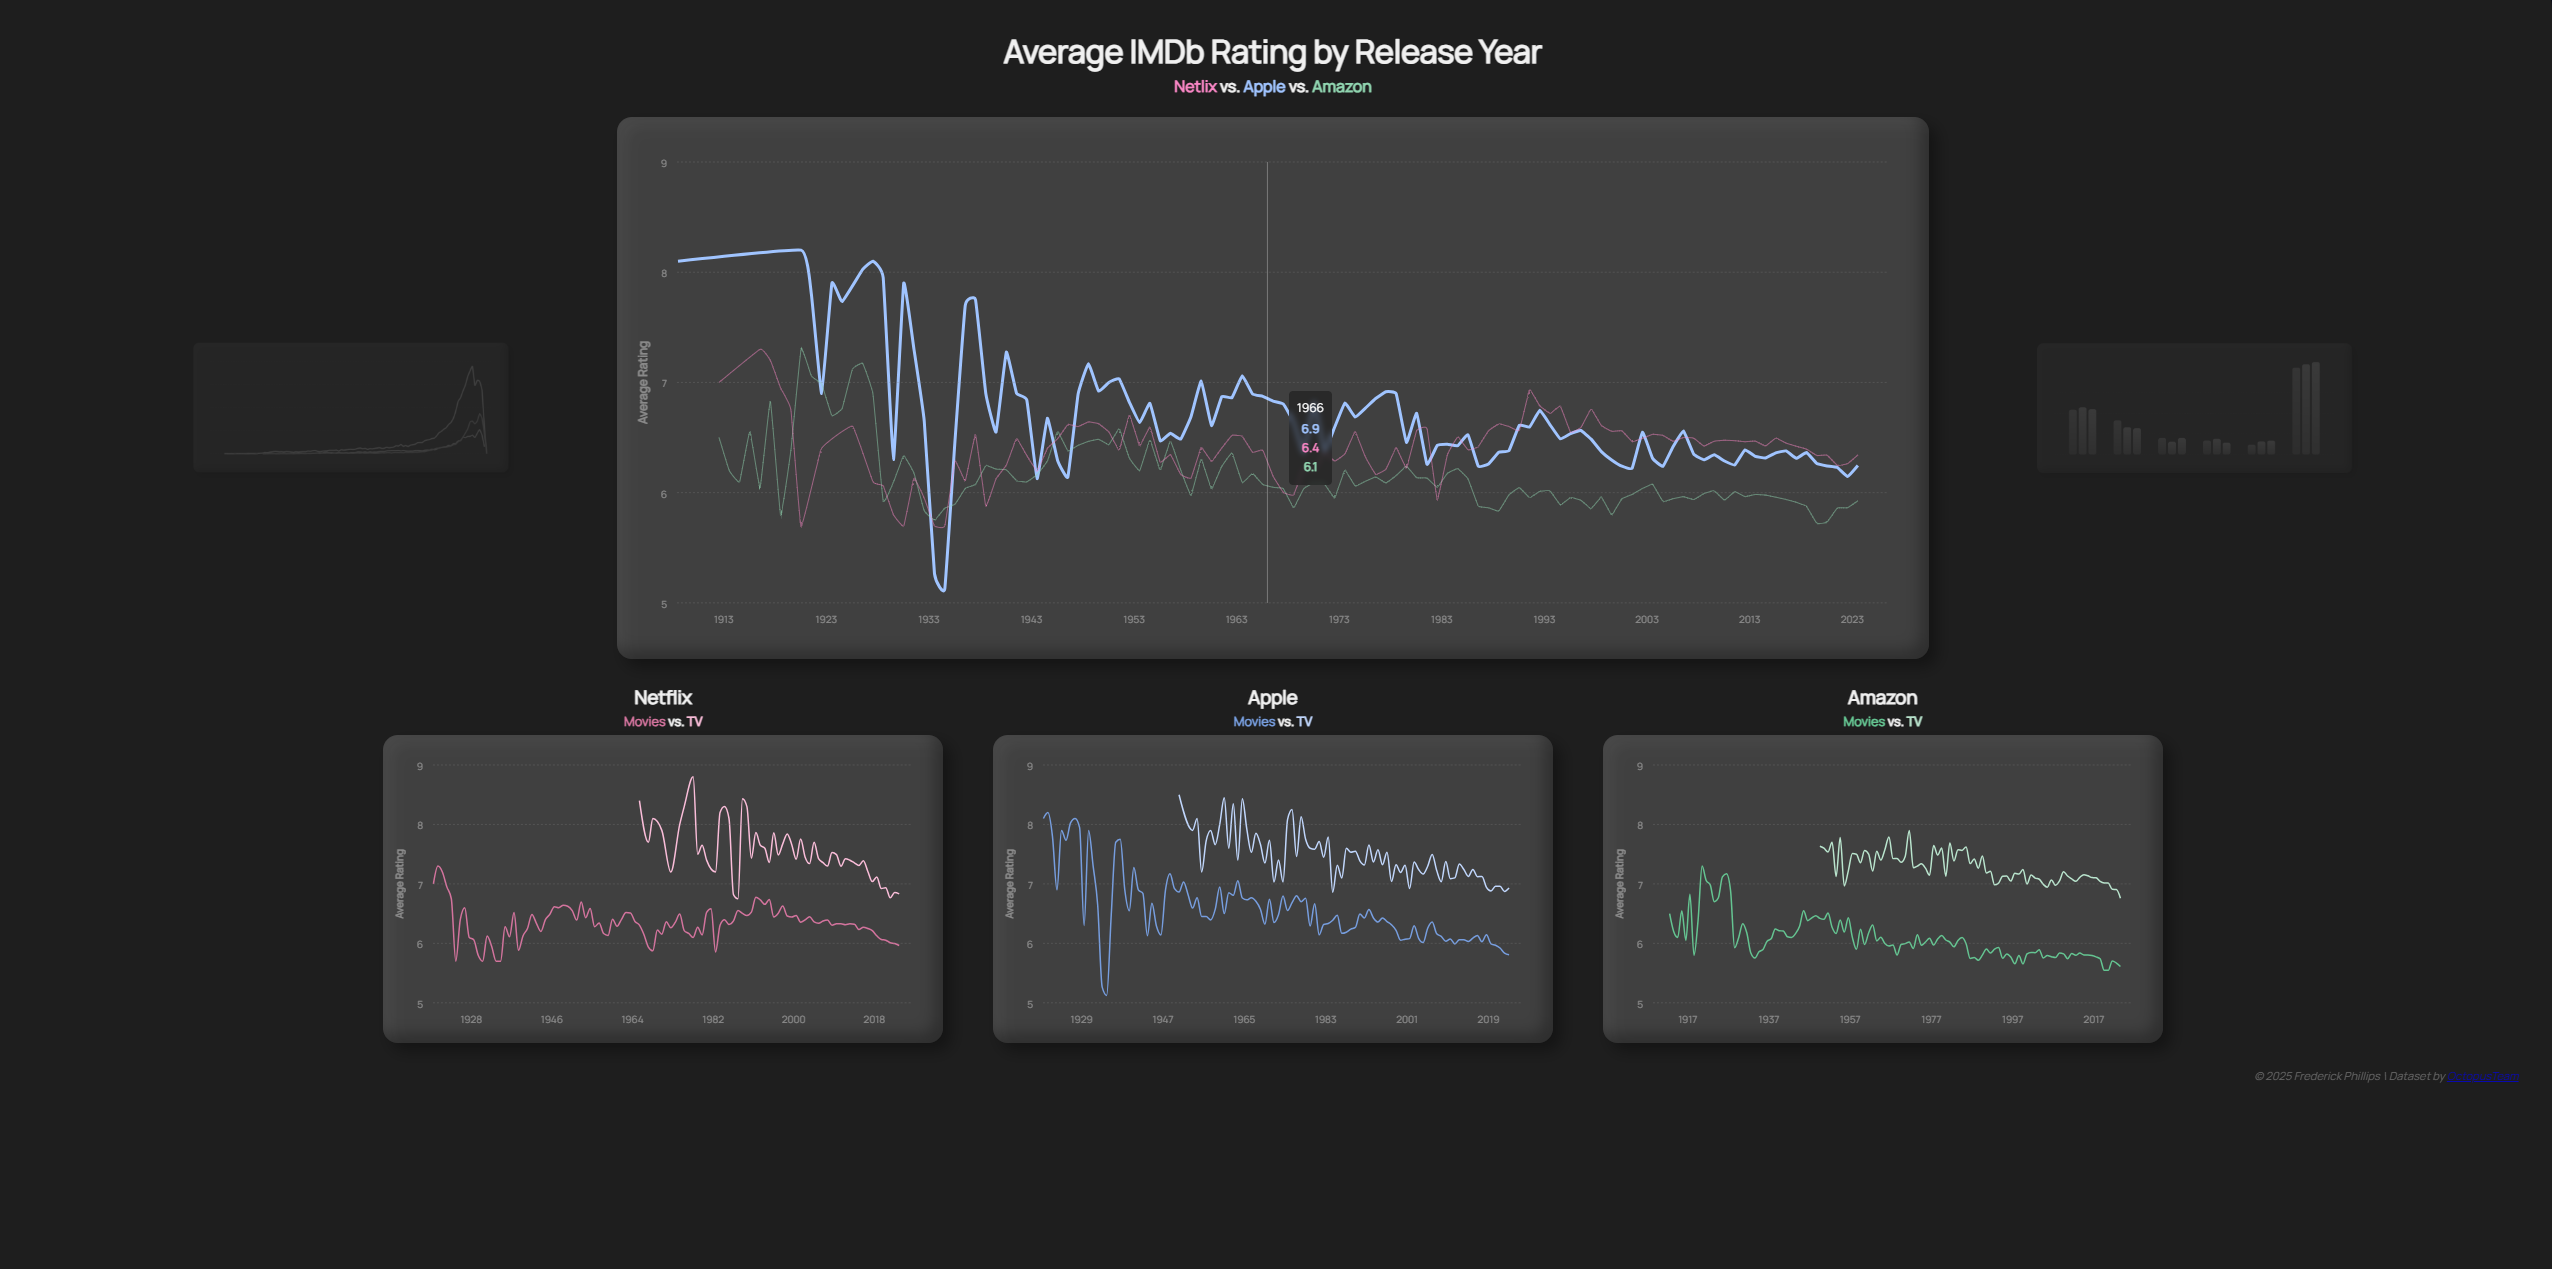 Average IMDb Rating by Release Year
Netlix vs. Apple vs. Amazon
9
8
7
6
5
Average Rating
1966
6.9
6.4
6.1
1913 1923 1933 1943 1953 1963 1973 1983 1993 2003 2013 2023
Netflix
Movies vs. TV
9
8
7
6
5
Average Rating
1928 1946 1964 1982 2000 2018
Apple
Movies vs. TV
9
8
7
6
5
Average Rating
1929 1947 1965 1983 2001 2019
Amazon
Movies vs. TV
9
8
7
6
5
Average Rating
1917 1937 1957 1977 1997 2017
© 2025 Frederick Phillips | Dataset by